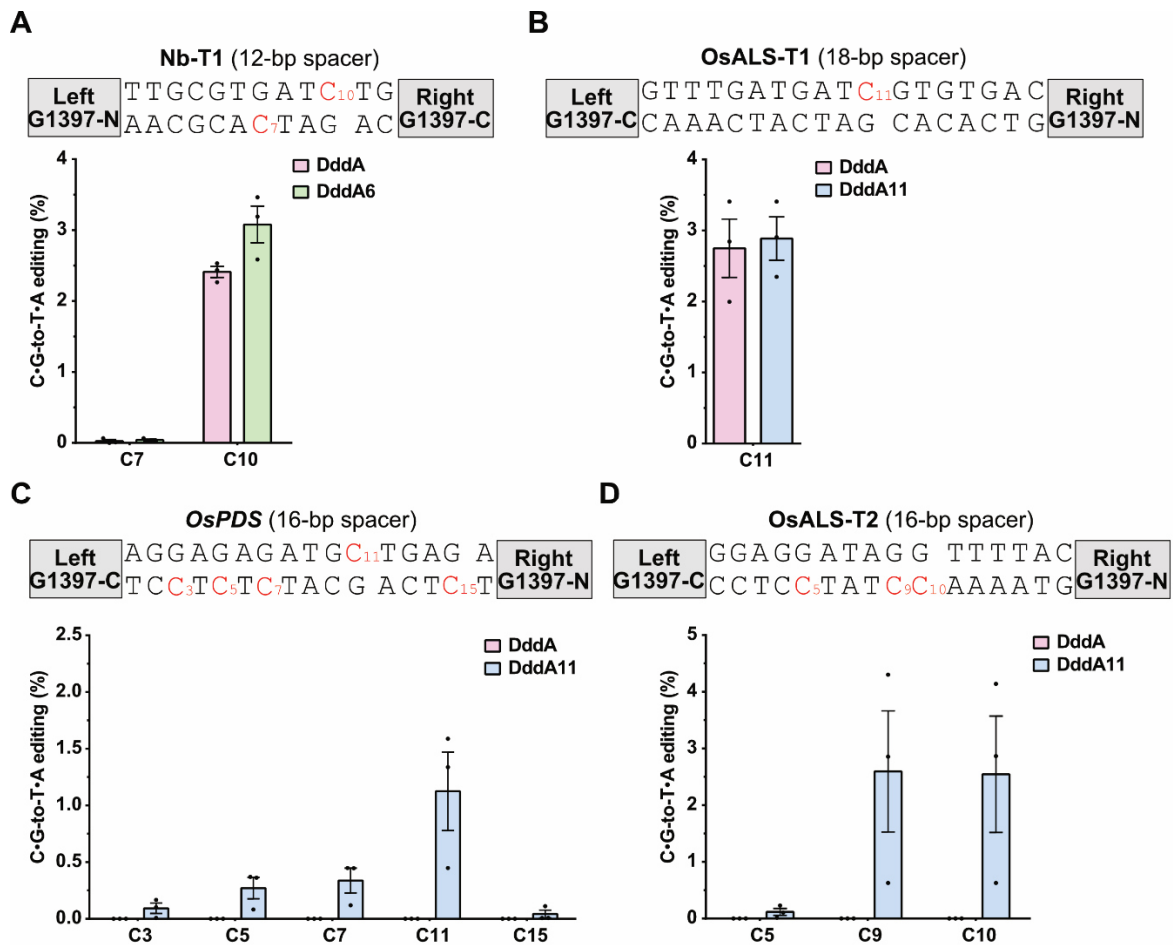 A
Nb-T1 (12-bp spacer)
Left G1397-N
TTGCGTGATC₁₀TG
AACGCAC₇TAG AC
Right G1397-C
DddA
DddA6
C•G-to-T•A editing (%)
4
3
2
1
0
C7 C10
B
OsALS-T1 (18-bp spacer)
Left G1397-C
GTTTGATGATC₁₁GTGTGAC
CAAACTACTAG CACACTG
Right G1397-N
DddA
DddA11
C•G-to-T•A editing (%)
4
3
2
1
0
C11
C
OsPDS (16-bp spacer)
Left G1397-C
AGGAGAGATGC₁₁TGAG A
TCC₃TC₅TC₇TACG ACTC₁₅T
Right G1397-N
DddA
DddA11
C•G-to-T•A editing (%)
2.5
2.0
1.5
1.0
0.5
0.0
C3 C5 C7 C11 C15
D
OsALS-T2 (16-bp spacer)
Left G1397-C
GGAGGATAGG TTTTAC
CCTCC₅TATC₉C₁₀AAAATG
Right G1397-N
DddA
DddA11
C•G-to-T•A editing (%)
5
4
3
2
1
0
C5 C9 C10